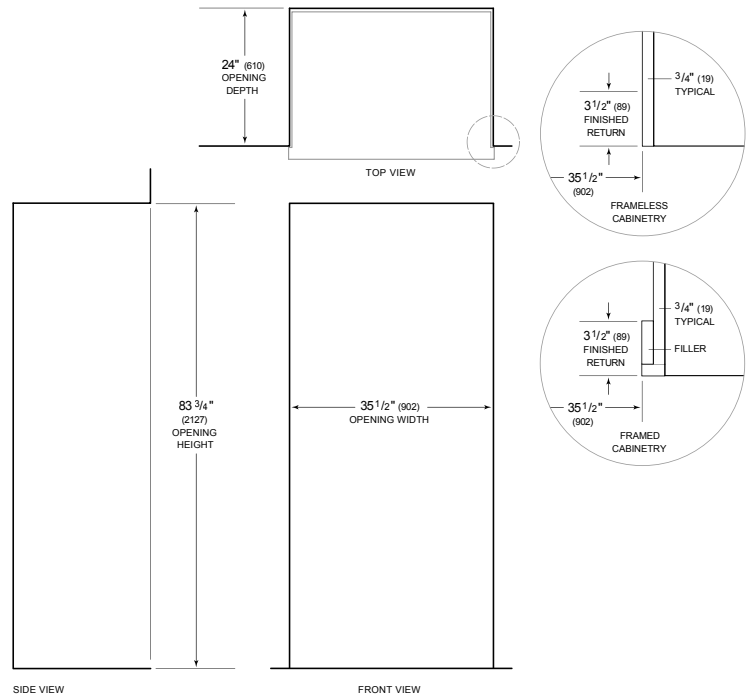 24" (610)
OPENING
DEPTH
TOP VIEW
3/4" (19)
TYPICAL
3 1/2" (89)
FINISHED
RETURN
35 1/2"
(902)
FRAMELESS
CABINETRY
3/4" (19)
TYPICAL
3 1/2" (89)
FINISHED
RETURN
FILLER
35 1/2"
(902)
FRAMED
CABINETRY
83 3/4"
(2127)
OPENING
HEIGHT
35 1/2" (902)
OPENING WIDTH
SIDE VIEW
FRONT VIEW